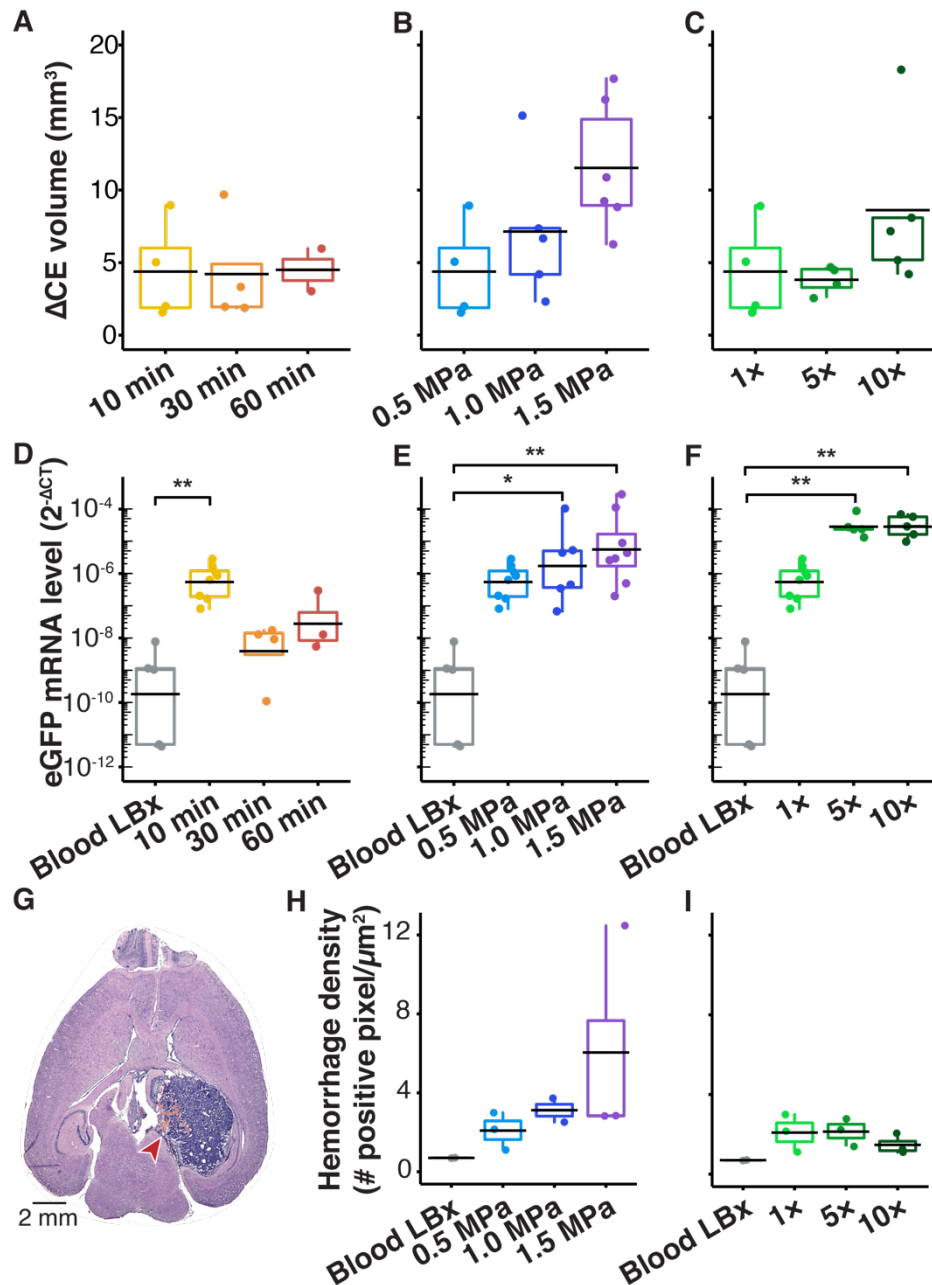 A
B
C
ΔCE volume (mm³)
20
15
10
5
0
10 min
30 min
60 min
0.5 MPa
1.0 MPa
1.5 MPa
1×
5×
10×
D
E
F
eGFP mRNA level (2^-ΔCT)
10^-4
10^-6
10^-8
10^-10
10^-12
**
*
**
**
**
Blood LBx
10 min
30 min
60 min
Blood LBx
0.5 MPa
1.0 MPa
1.5 MPa
Blood LBx
1×
5×
10×
G
2 mm
H
I
Hemorrhage density
(# positive pixel/μm²)
12
8
4
0
Blood LBx
0.5 MPa
1.0 MPa
1.5 MPa
Blood LBx
1×
5×
10×